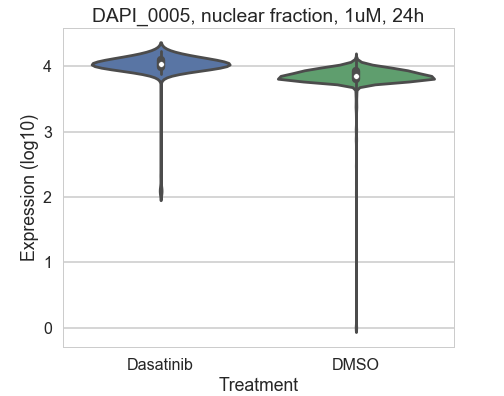 DAPI_0005, nuclear fraction, 1uM, 24h
Expression (log10)
4
3
2
1
0
Dasatinib
DMSO
Treatment